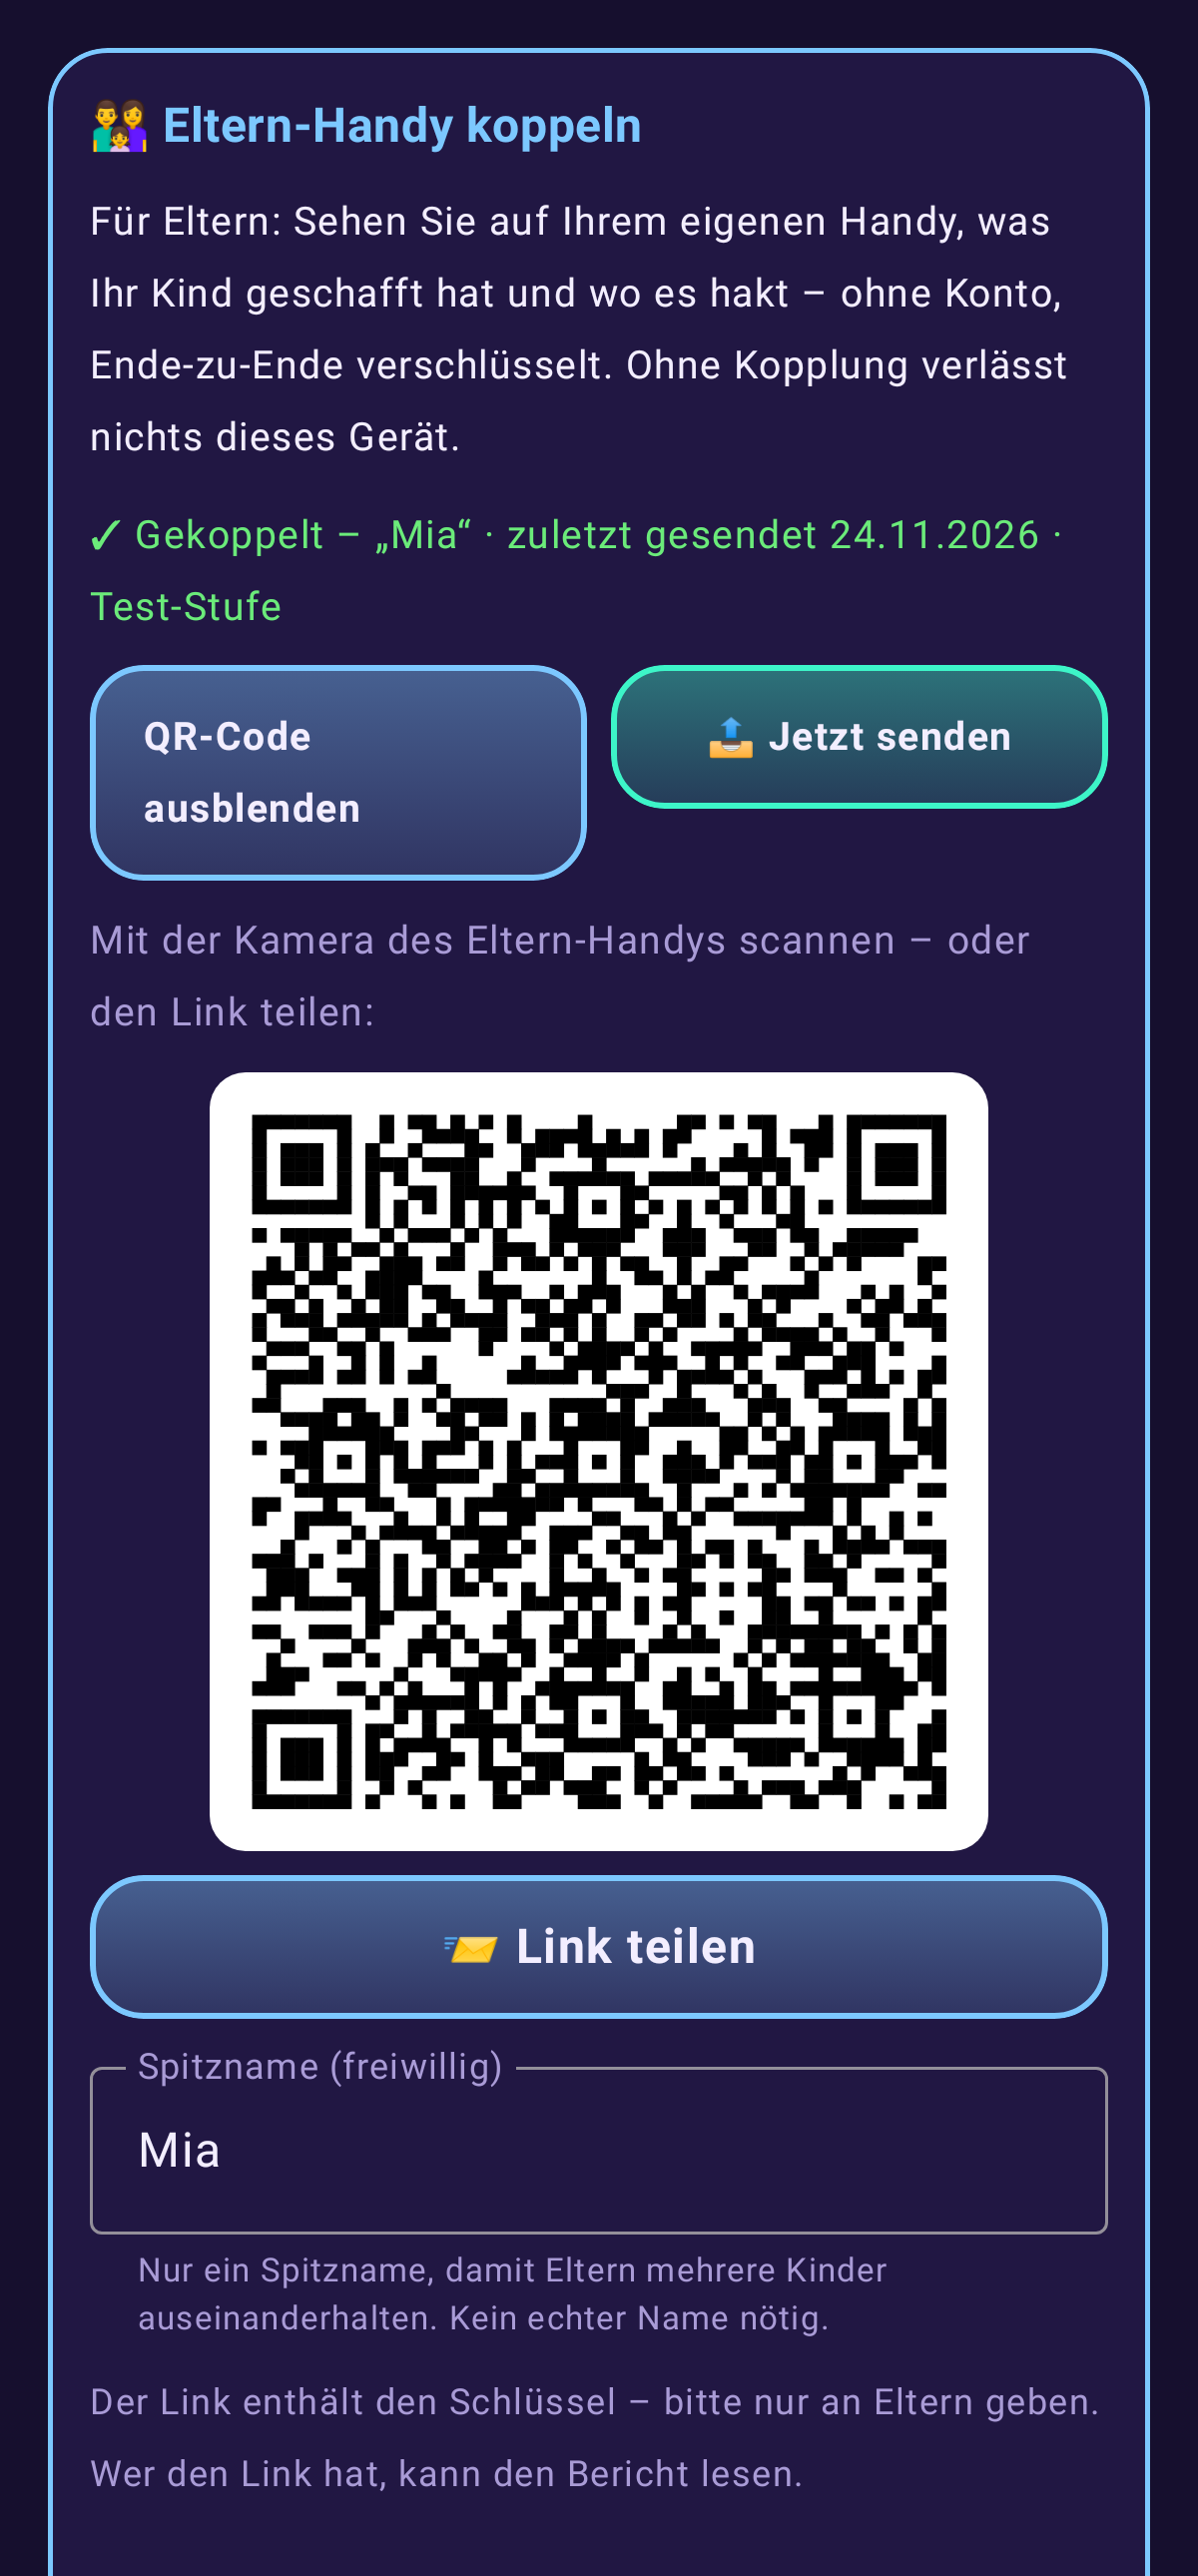 Eltern-Handy koppeln
Für Eltern: Sehen Sie auf Ihrem eigenen Handy, was
Ihr Kind geschafft hat und wo es hakt – ohne Konto,
Ende-zu-Ende verschlüsselt. Ohne Kopplung verlässt
nichts dieses Gerät.
✓ Gekoppelt – „Mia“ · zuletzt gesendet 24.11.2026 ·
Test-Stufe
QR-Code
ausblenden
Jetzt senden
Mit der Kamera des Eltern-Handys scannen – oder
den Link teilen:
Link teilen
Spitzname (freiwillig)
Mia
Nur ein Spitzname, damit Eltern mehrere Kinder
auseinanderhalten. Kein echter Name nötig.
Der Link enthält den Schlüssel – bitte nur an Eltern geben.
Wer den Link hat, kann den Bericht lesen.